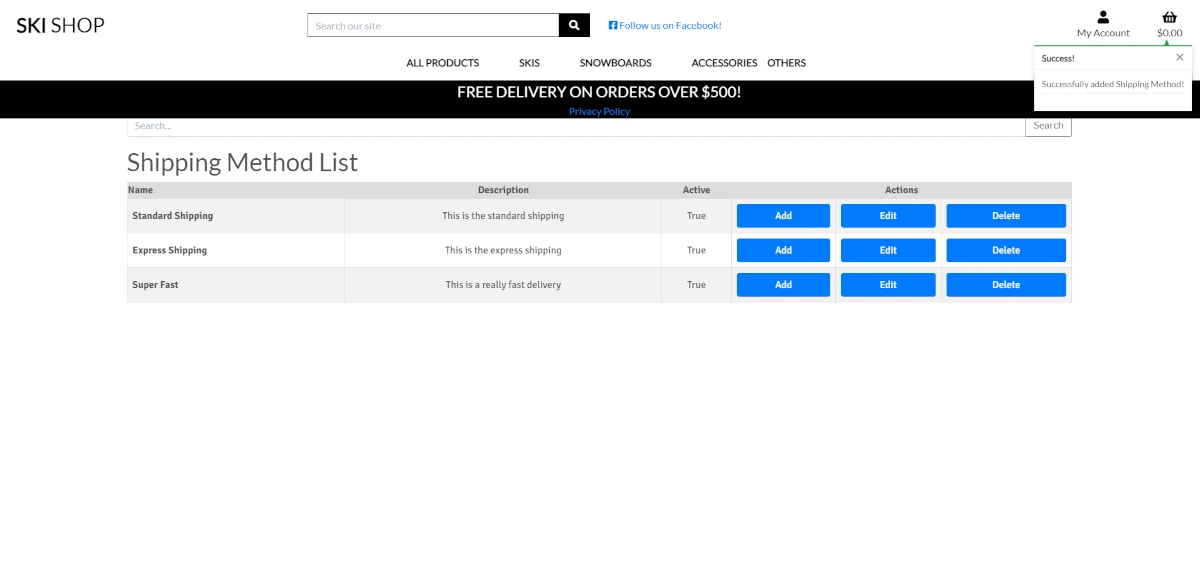 SKI SHOP
Search our site
Follow us on Facebook!
My Account
$0.00
ALL PRODUCTS SKIS SNOWBOARDS ACCESSORIES OTHERS
Success!
Successfully added Shipping Method!
FREE DELIVERY ON ORDERS OVER $500!
Privacy Policy
Search... Search
Shipping Method List
Name Description Active Actions
Standard Shipping This is the standard shipping True Add Edit Delete
Express Shipping This is the express shipping True Add Edit Delete
Super Fast This is a really fast delivery True Add Edit Delete